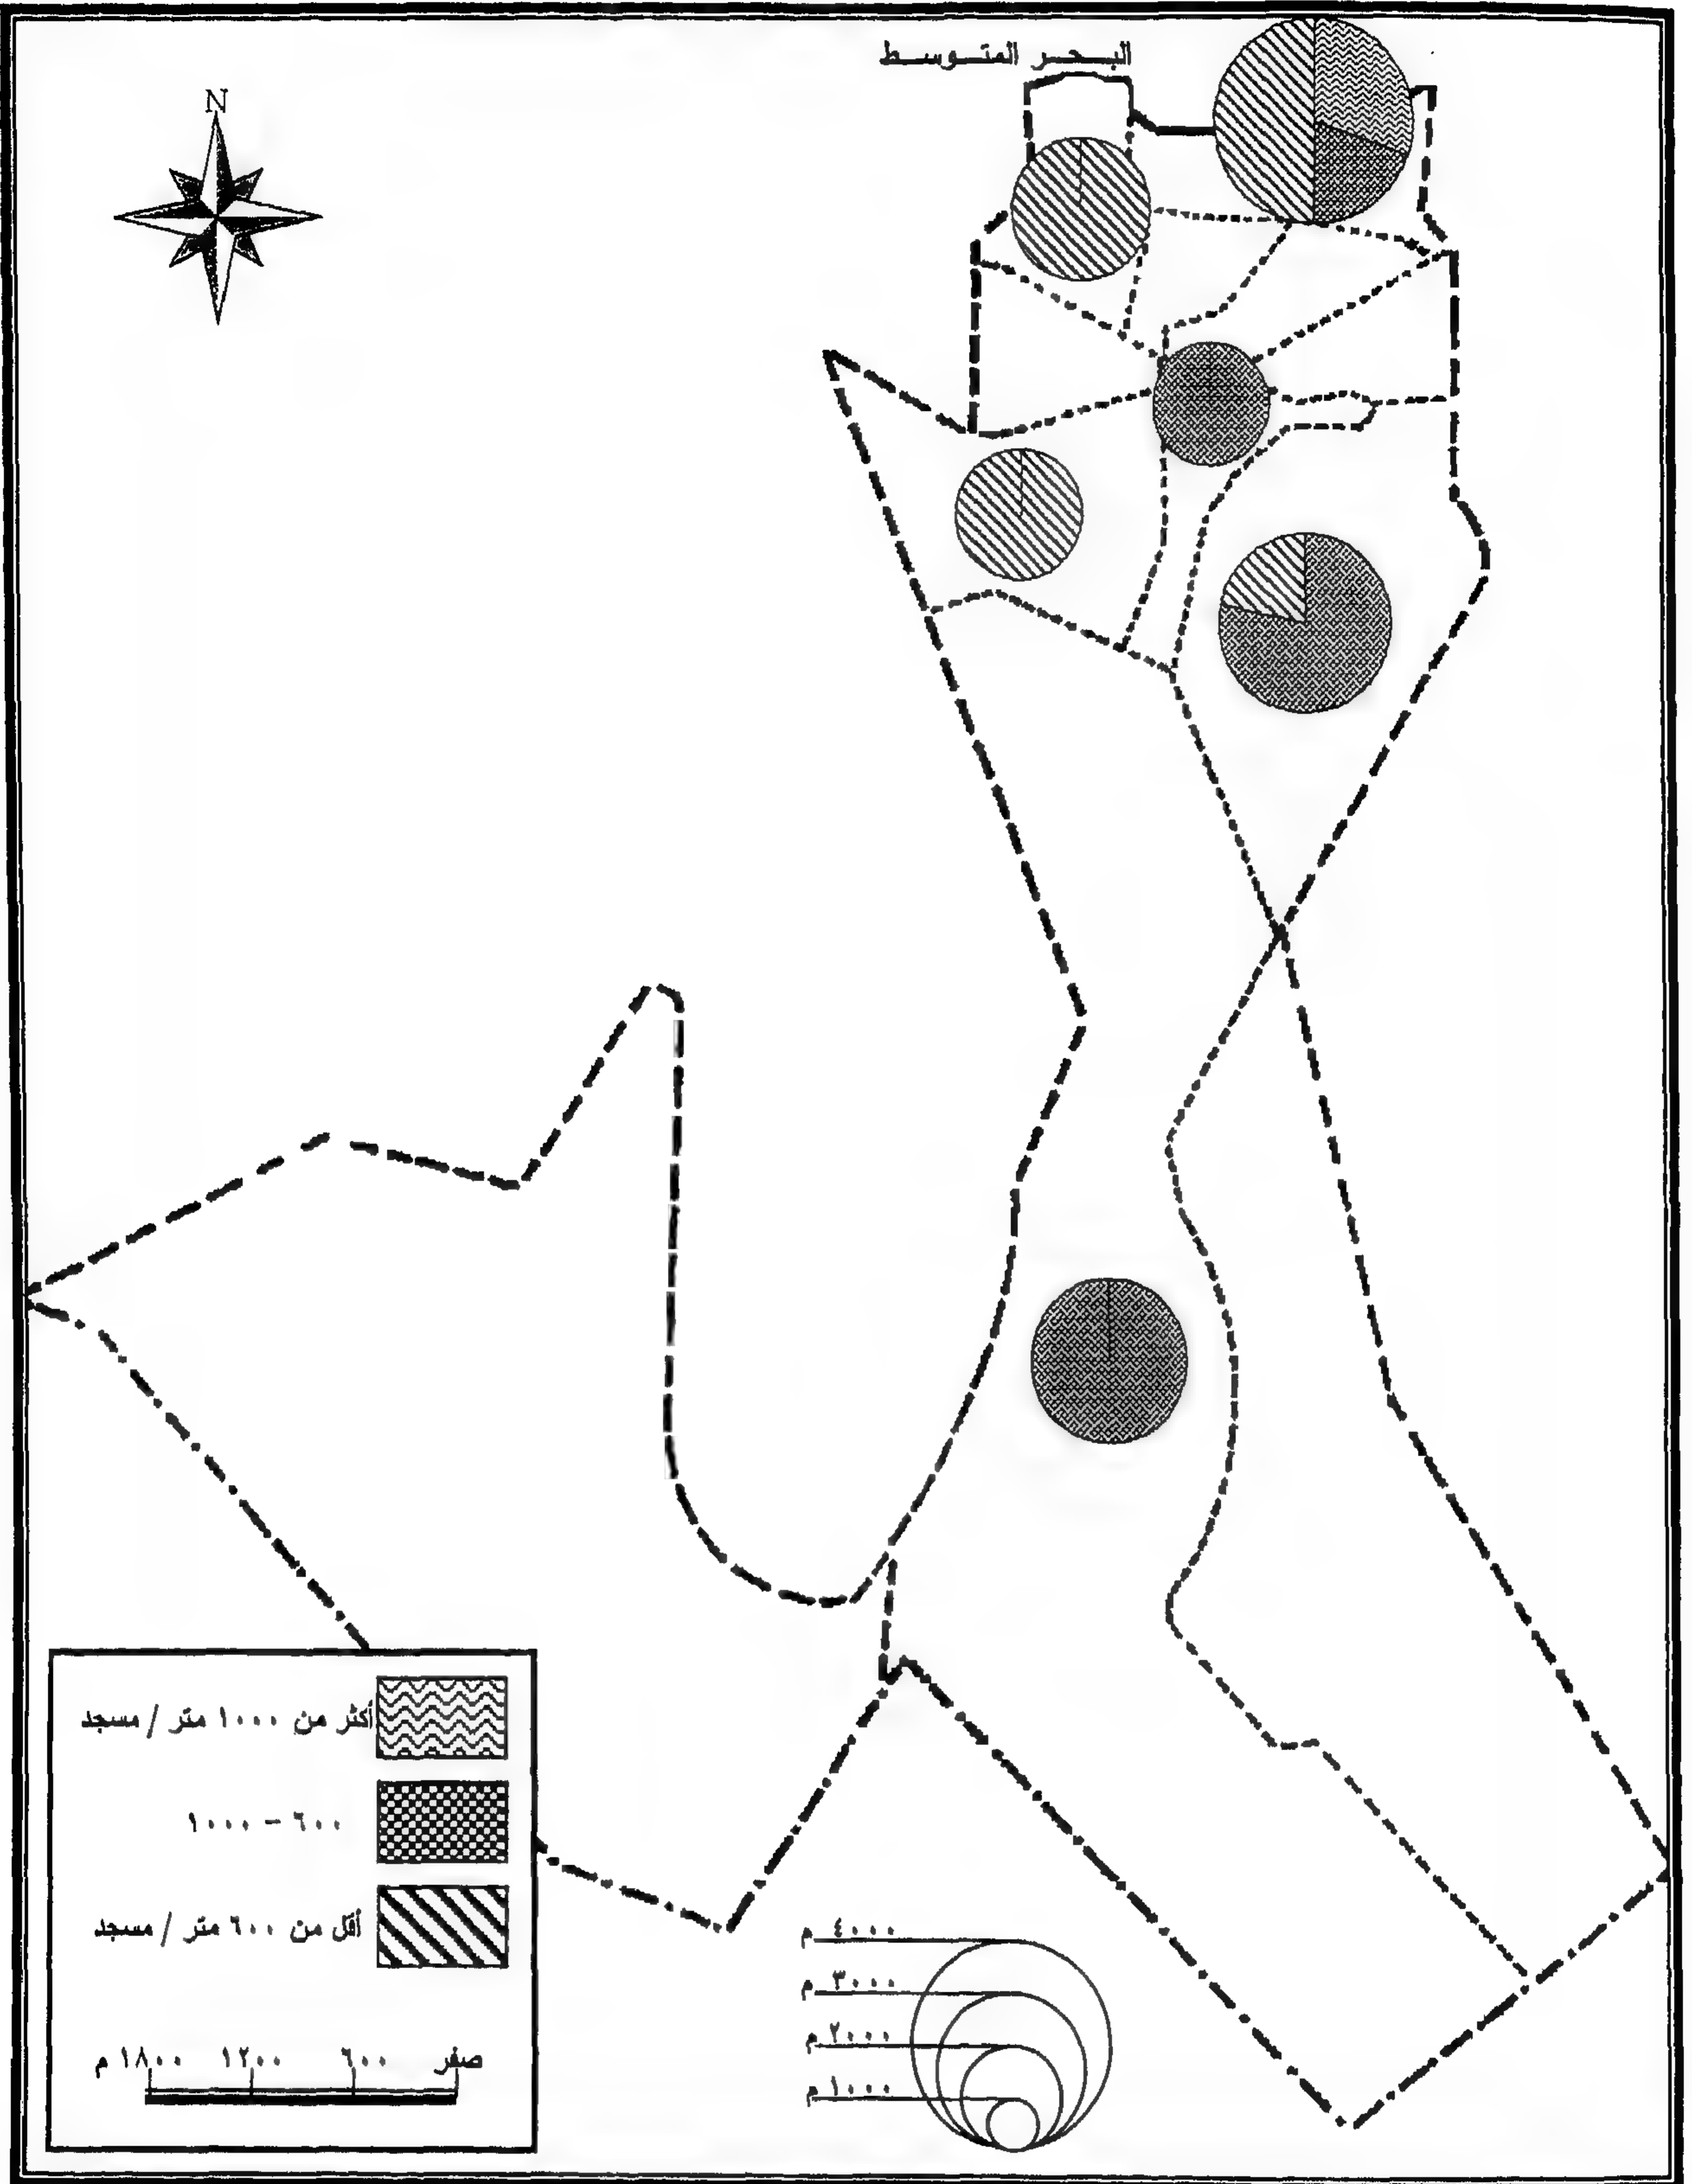 البحر المتوسط
N
أكثر من ١٠٠٠ متر / مسجد
٦٠٠ – ١٠٠٠
أقل من ٦٠٠ متر / مسجد
صفر ٦٠٠ ١٢٠٠ ١٨٠٠ م
٤٠٠٠ م
٣٠٠٠ م
٢٠٠٠ م
١٠٠٠ م